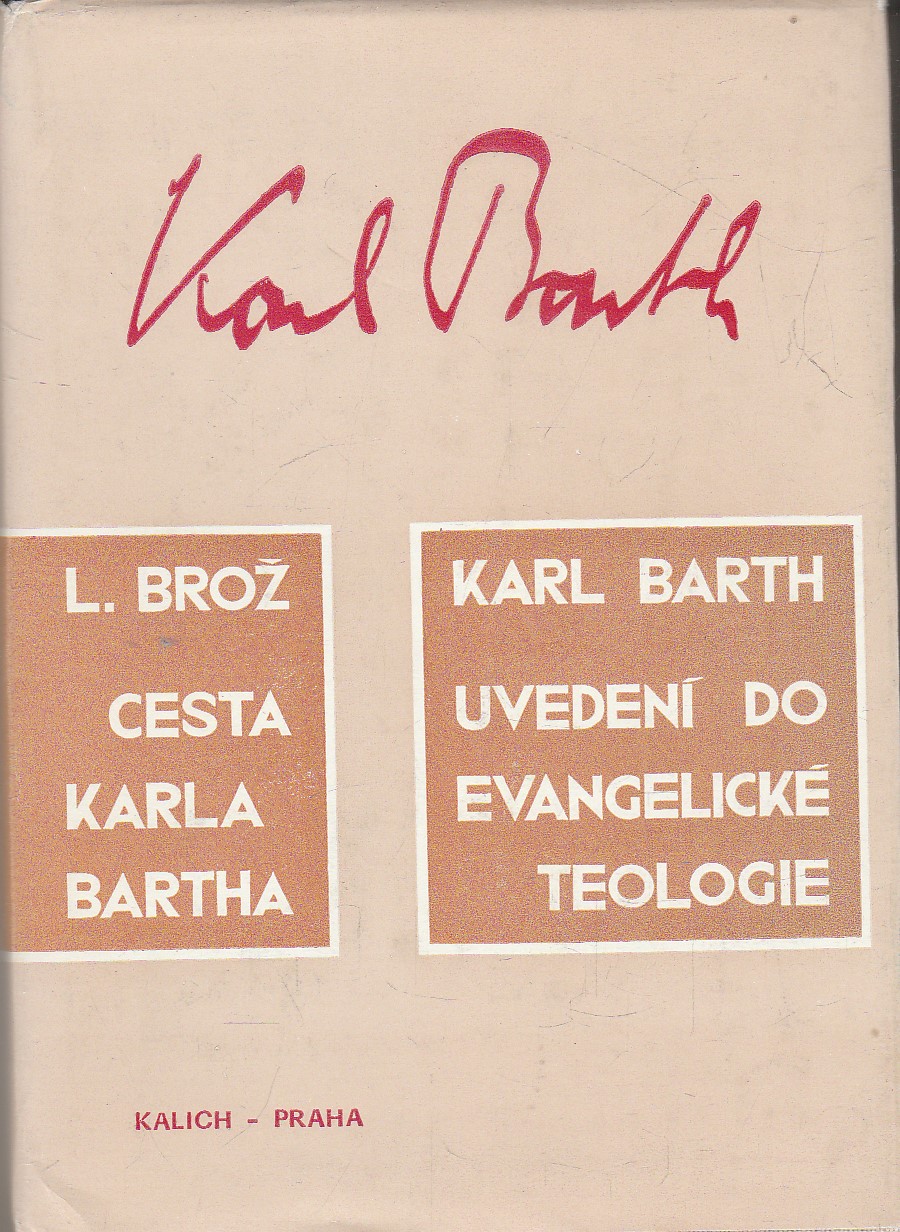 Karl Barth
L. BROŽ
CESTA
KARLA
BARTHA
KARL BARTH
UVEDENÍ DO
EVANGELICKÉ
TEOLOGIE
KALICH - PRAHA